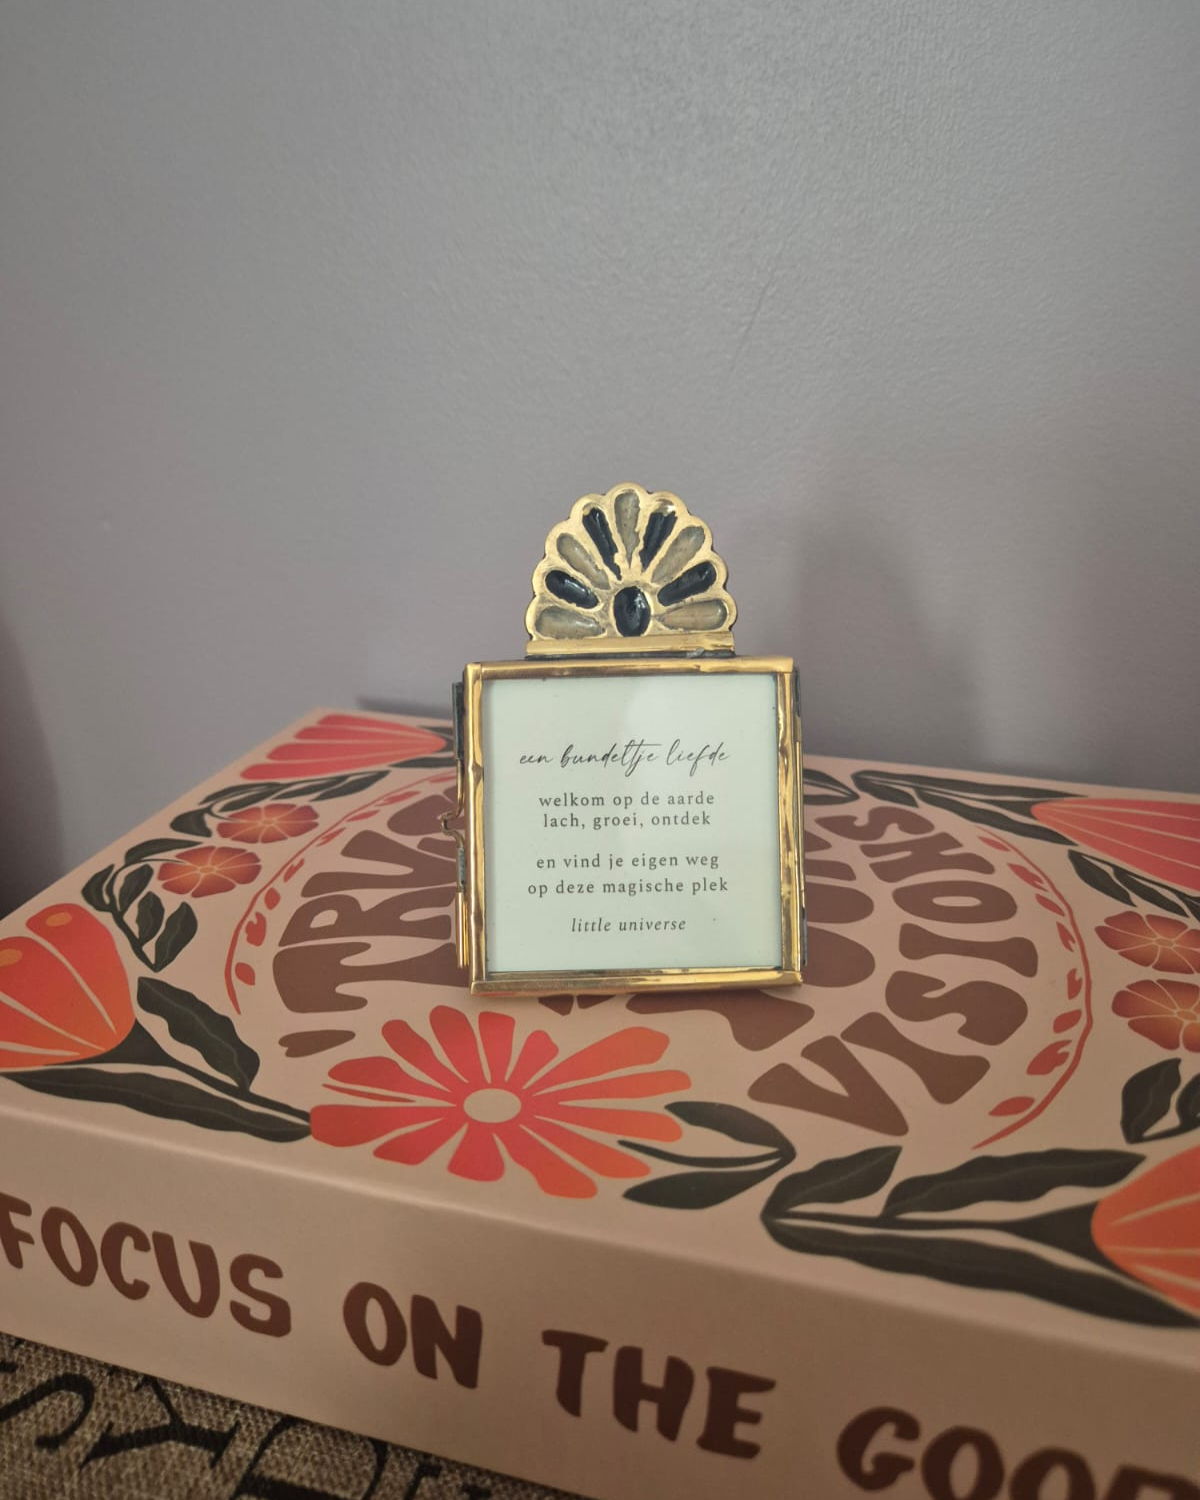 een bundeltje liefde
welkom op de aarde
lach, groei, ontdek
en vind je eigen weg
op deze magische plek
little universe
VISION
FOCUS ON THE GOOD